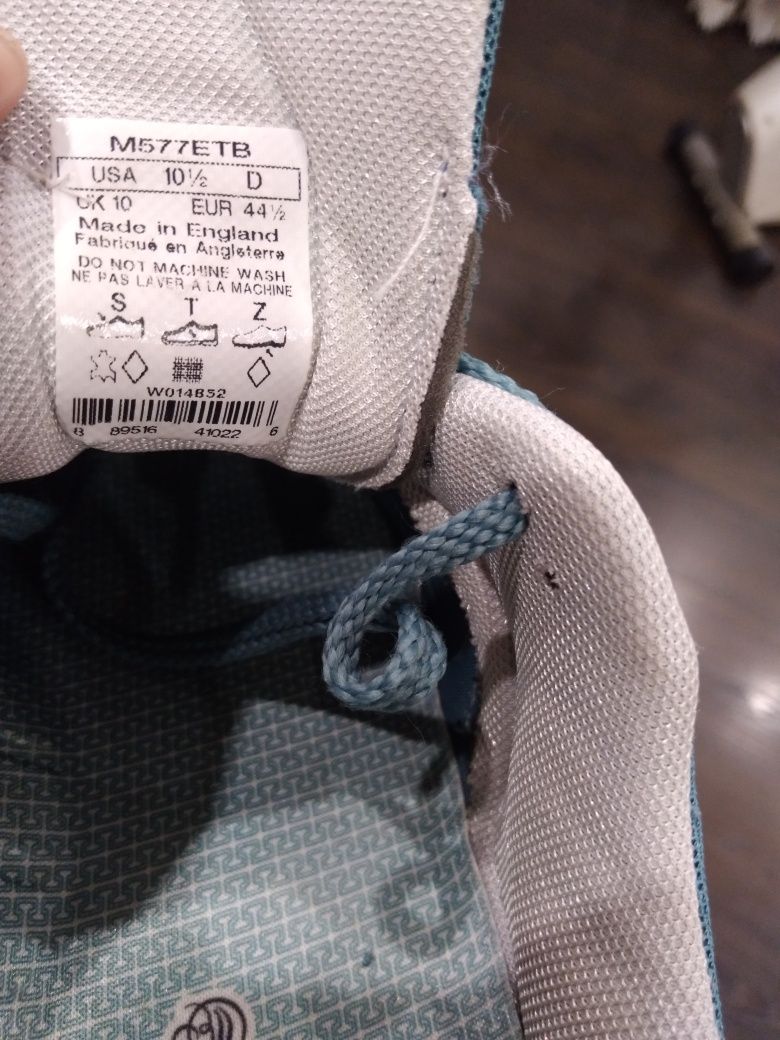 M577ETB
USA 10½ D
UK 10 EUR 44½
Made in England
Fabriqué en Angleterre
DO NOT MACHINE WASH
NE PAS LAVER A LA MACHINE
S T Z
W014B52
8 89516 41022 6